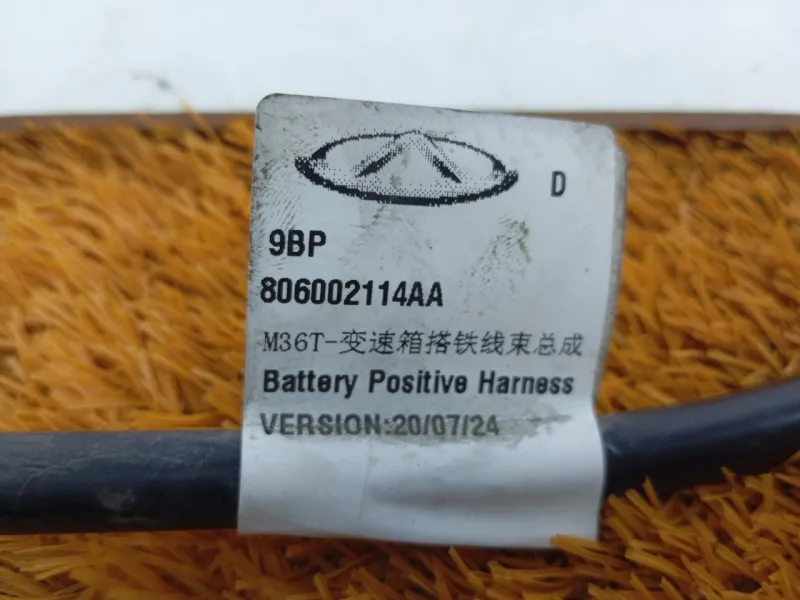 D
9BP
806002114AA
M36T-变速箱搭铁线束总成
Battery Positive Harness
VERSION:20/07/24